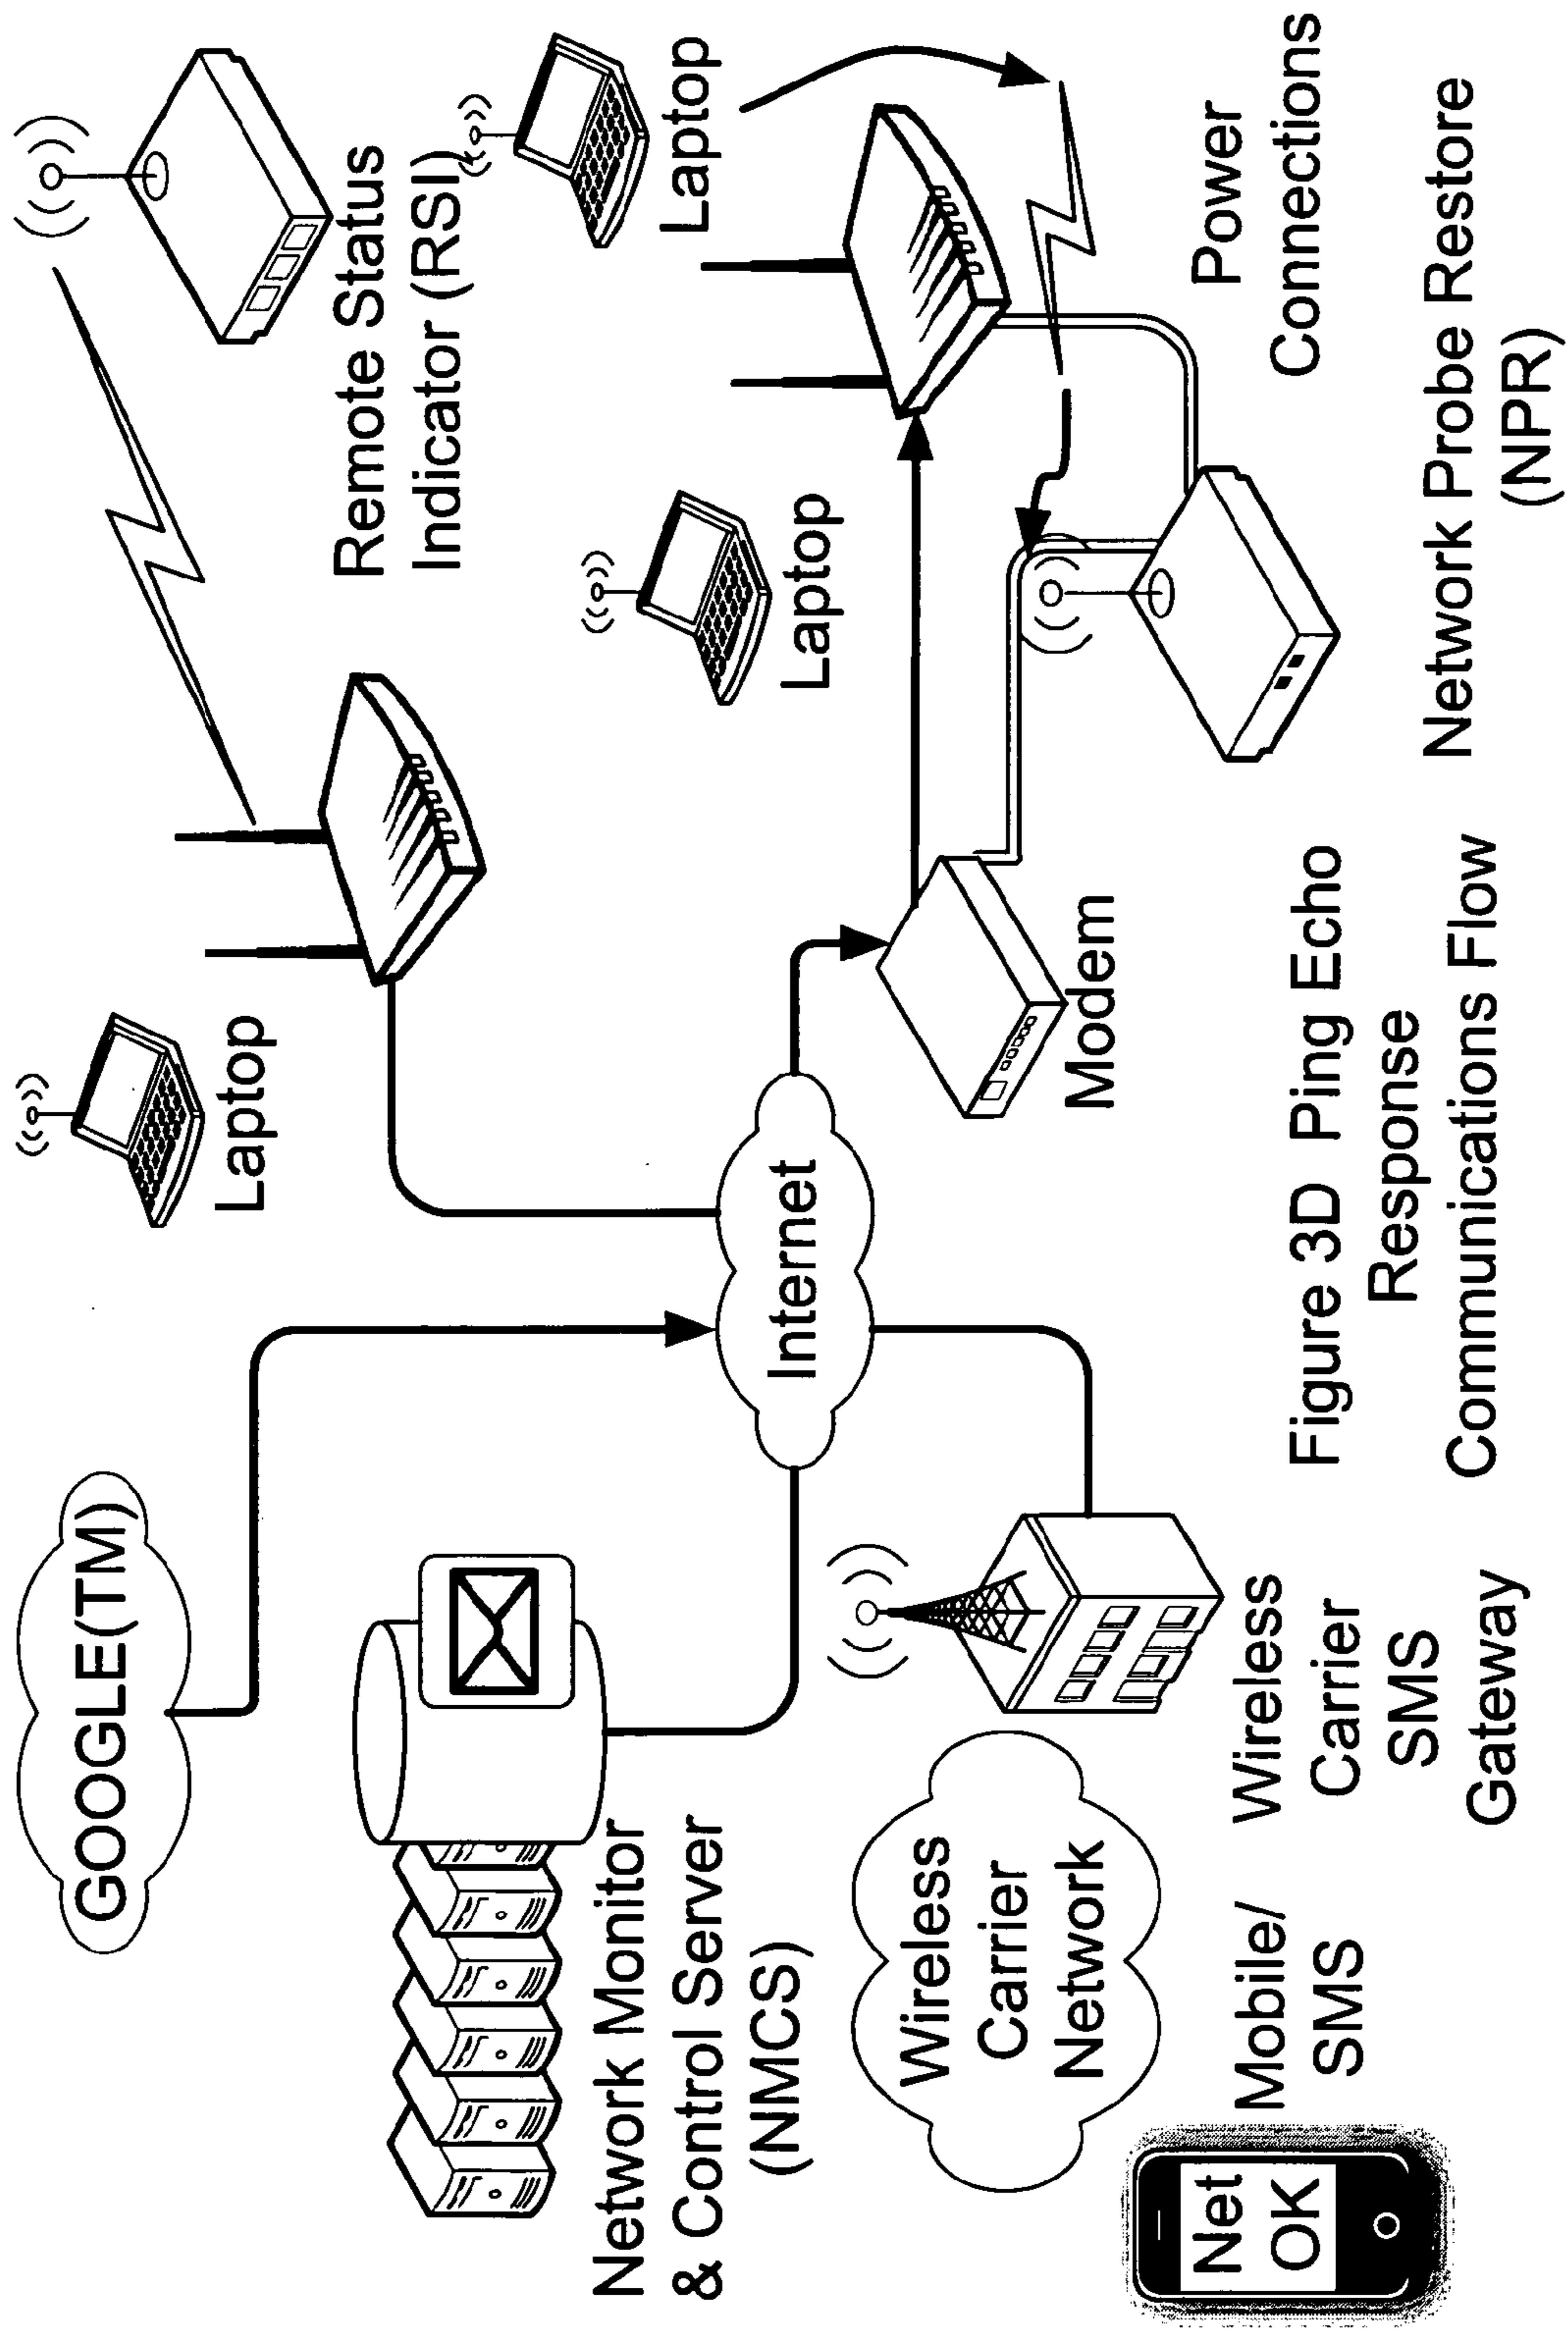 GOOGLE(TM)
Laptop
Remote Status
Indicator (RSI)
Laptop
Network Monitor
& Control Server
(NMCS)
Internet
Laptop
Wireless
Carrier
Network
Modem
Power
Connections
Net
OK
Mobile/
SMS
Wireless
Carrier
SMS
Gateway
Figure 3D Ping Echo
Response
Communications Flow
Network Probe Restore
(NPR)